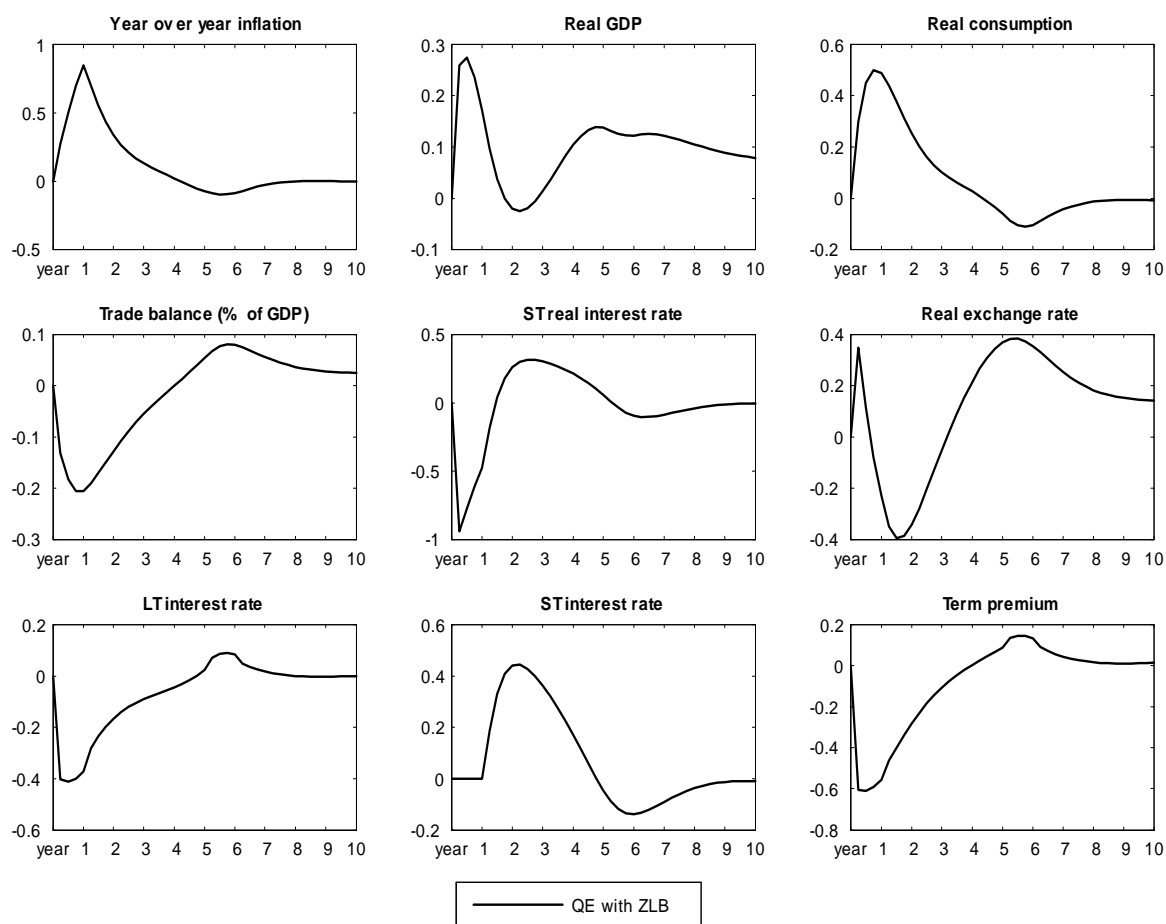 Year over year inflation
1
0.5
0
-0.5
year 1 2 3 4 5 6 7 8 9 10
Real GDP
0.3
0.2
0.1
0
-0.1
year 1 2 3 4 5 6 7 8 9 10
Real consumption
0.6
0.4
0.2
0
-0.2
year 1 2 3 4 5 6 7 8 9 10
Trade balance (% of GDP)
0.1
0
-0.1
-0.2
-0.3
year 1 2 3 4 5 6 7 8 9 10
ST real interest rate
0.5
0
-0.5
-1
year 1 2 3 4 5 6 7 8 9 10
Real exchange rate
0.4
0.2
0
-0.2
-0.4
year 1 2 3 4 5 6 7 8 9 10
LT interest rate
0.2
0
-0.2
-0.4
-0.6
year 1 2 3 4 5 6 7 8 9 10
ST interest rate
0.6
0.4
0.2
0
-0.2
year 1 2 3 4 5 6 7 8 9 10
Term premium
0.2
0
-0.2
-0.4
-0.6
-0.8
year 1 2 3 4 5 6 7 8 9 10
QE with ZLB